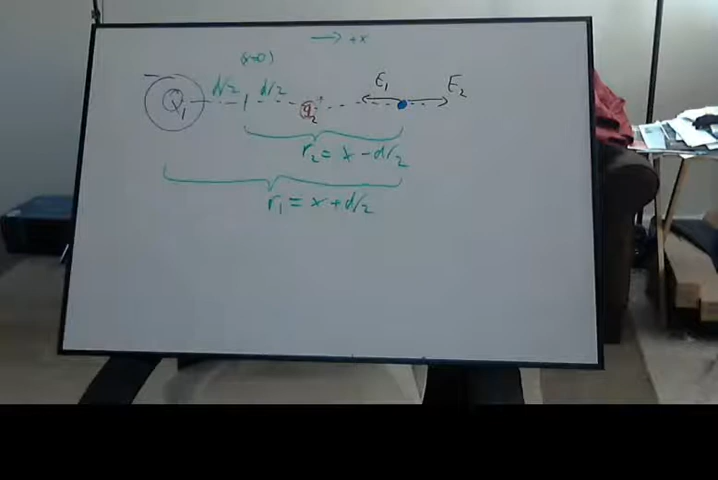 → +x
(x=0)
d/2 d/2
Q₁
q₂
E₁ E₂
r₂ = x - d/2
r₁ = x + d/2